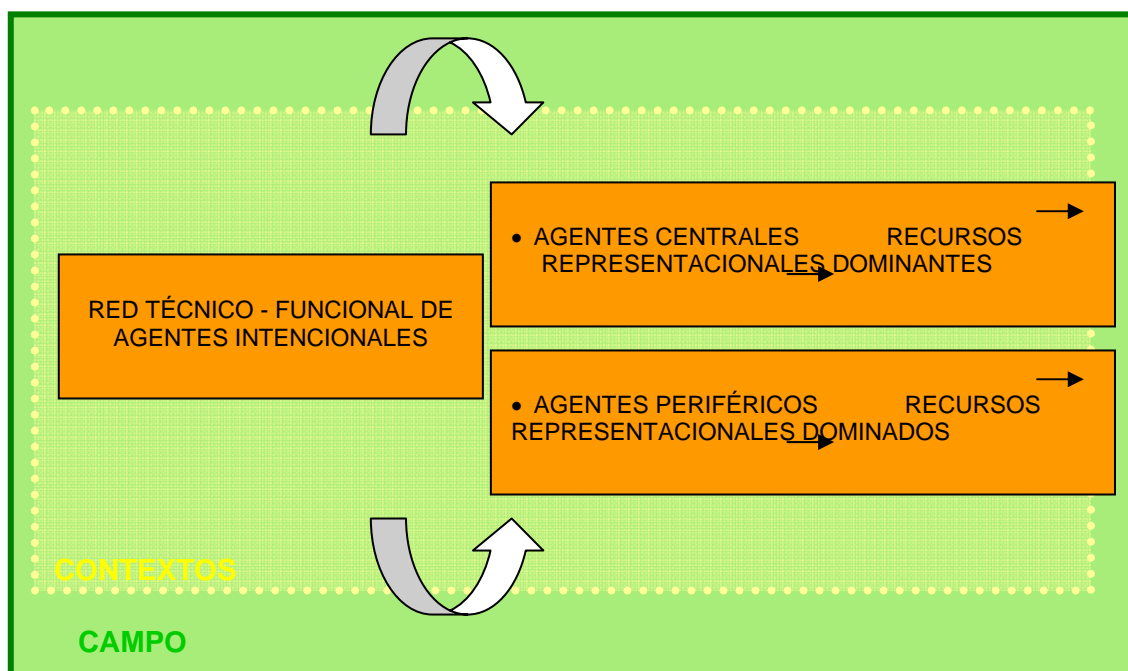 RED TÉCNICO - FUNCIONAL DE
AGENTES INTENCIONALES
• AGENTES CENTRALES RECURSOS
REPRESENTACIONALES DOMINANTES
• AGENTES PERIFÉRICOS RECURSOS
REPRESENTACIONALES DOMINADOS
CONTEXTOS
CAMPO